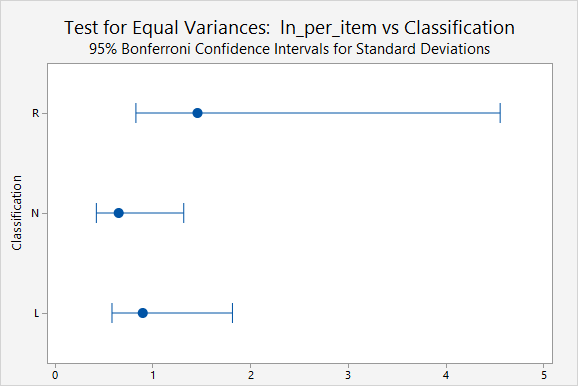 Test for Equal Variances: ln_per_item vs Classification
95% Bonferroni Confidence Intervals for Standard Deviations
R
N
L
Classification
0 1 2 3 4 5